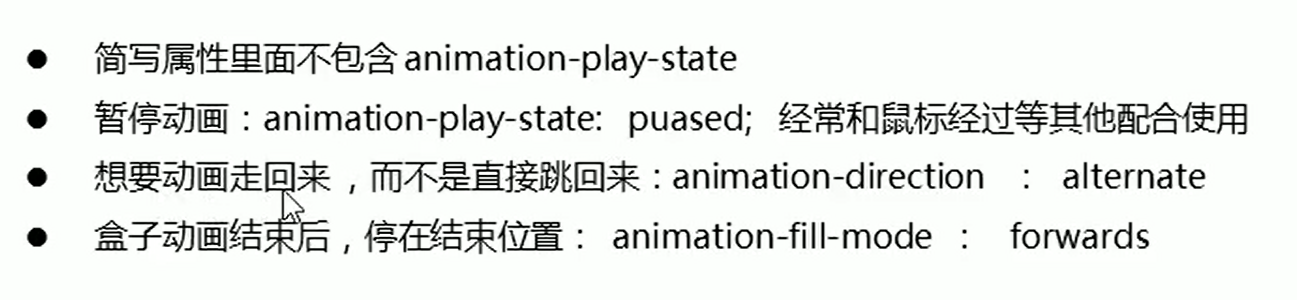 ● 简写属性里面不包含 animation-play-state
● 暂停动画：animation-play-state: puased; 经常和鼠标经过等其他配合使用
● 想要动画走回来 ，而不是直接跳回来：animation-direction ： alternate
● 盒子动画结束后，停在结束位置： animation-fill-mode ： forwards